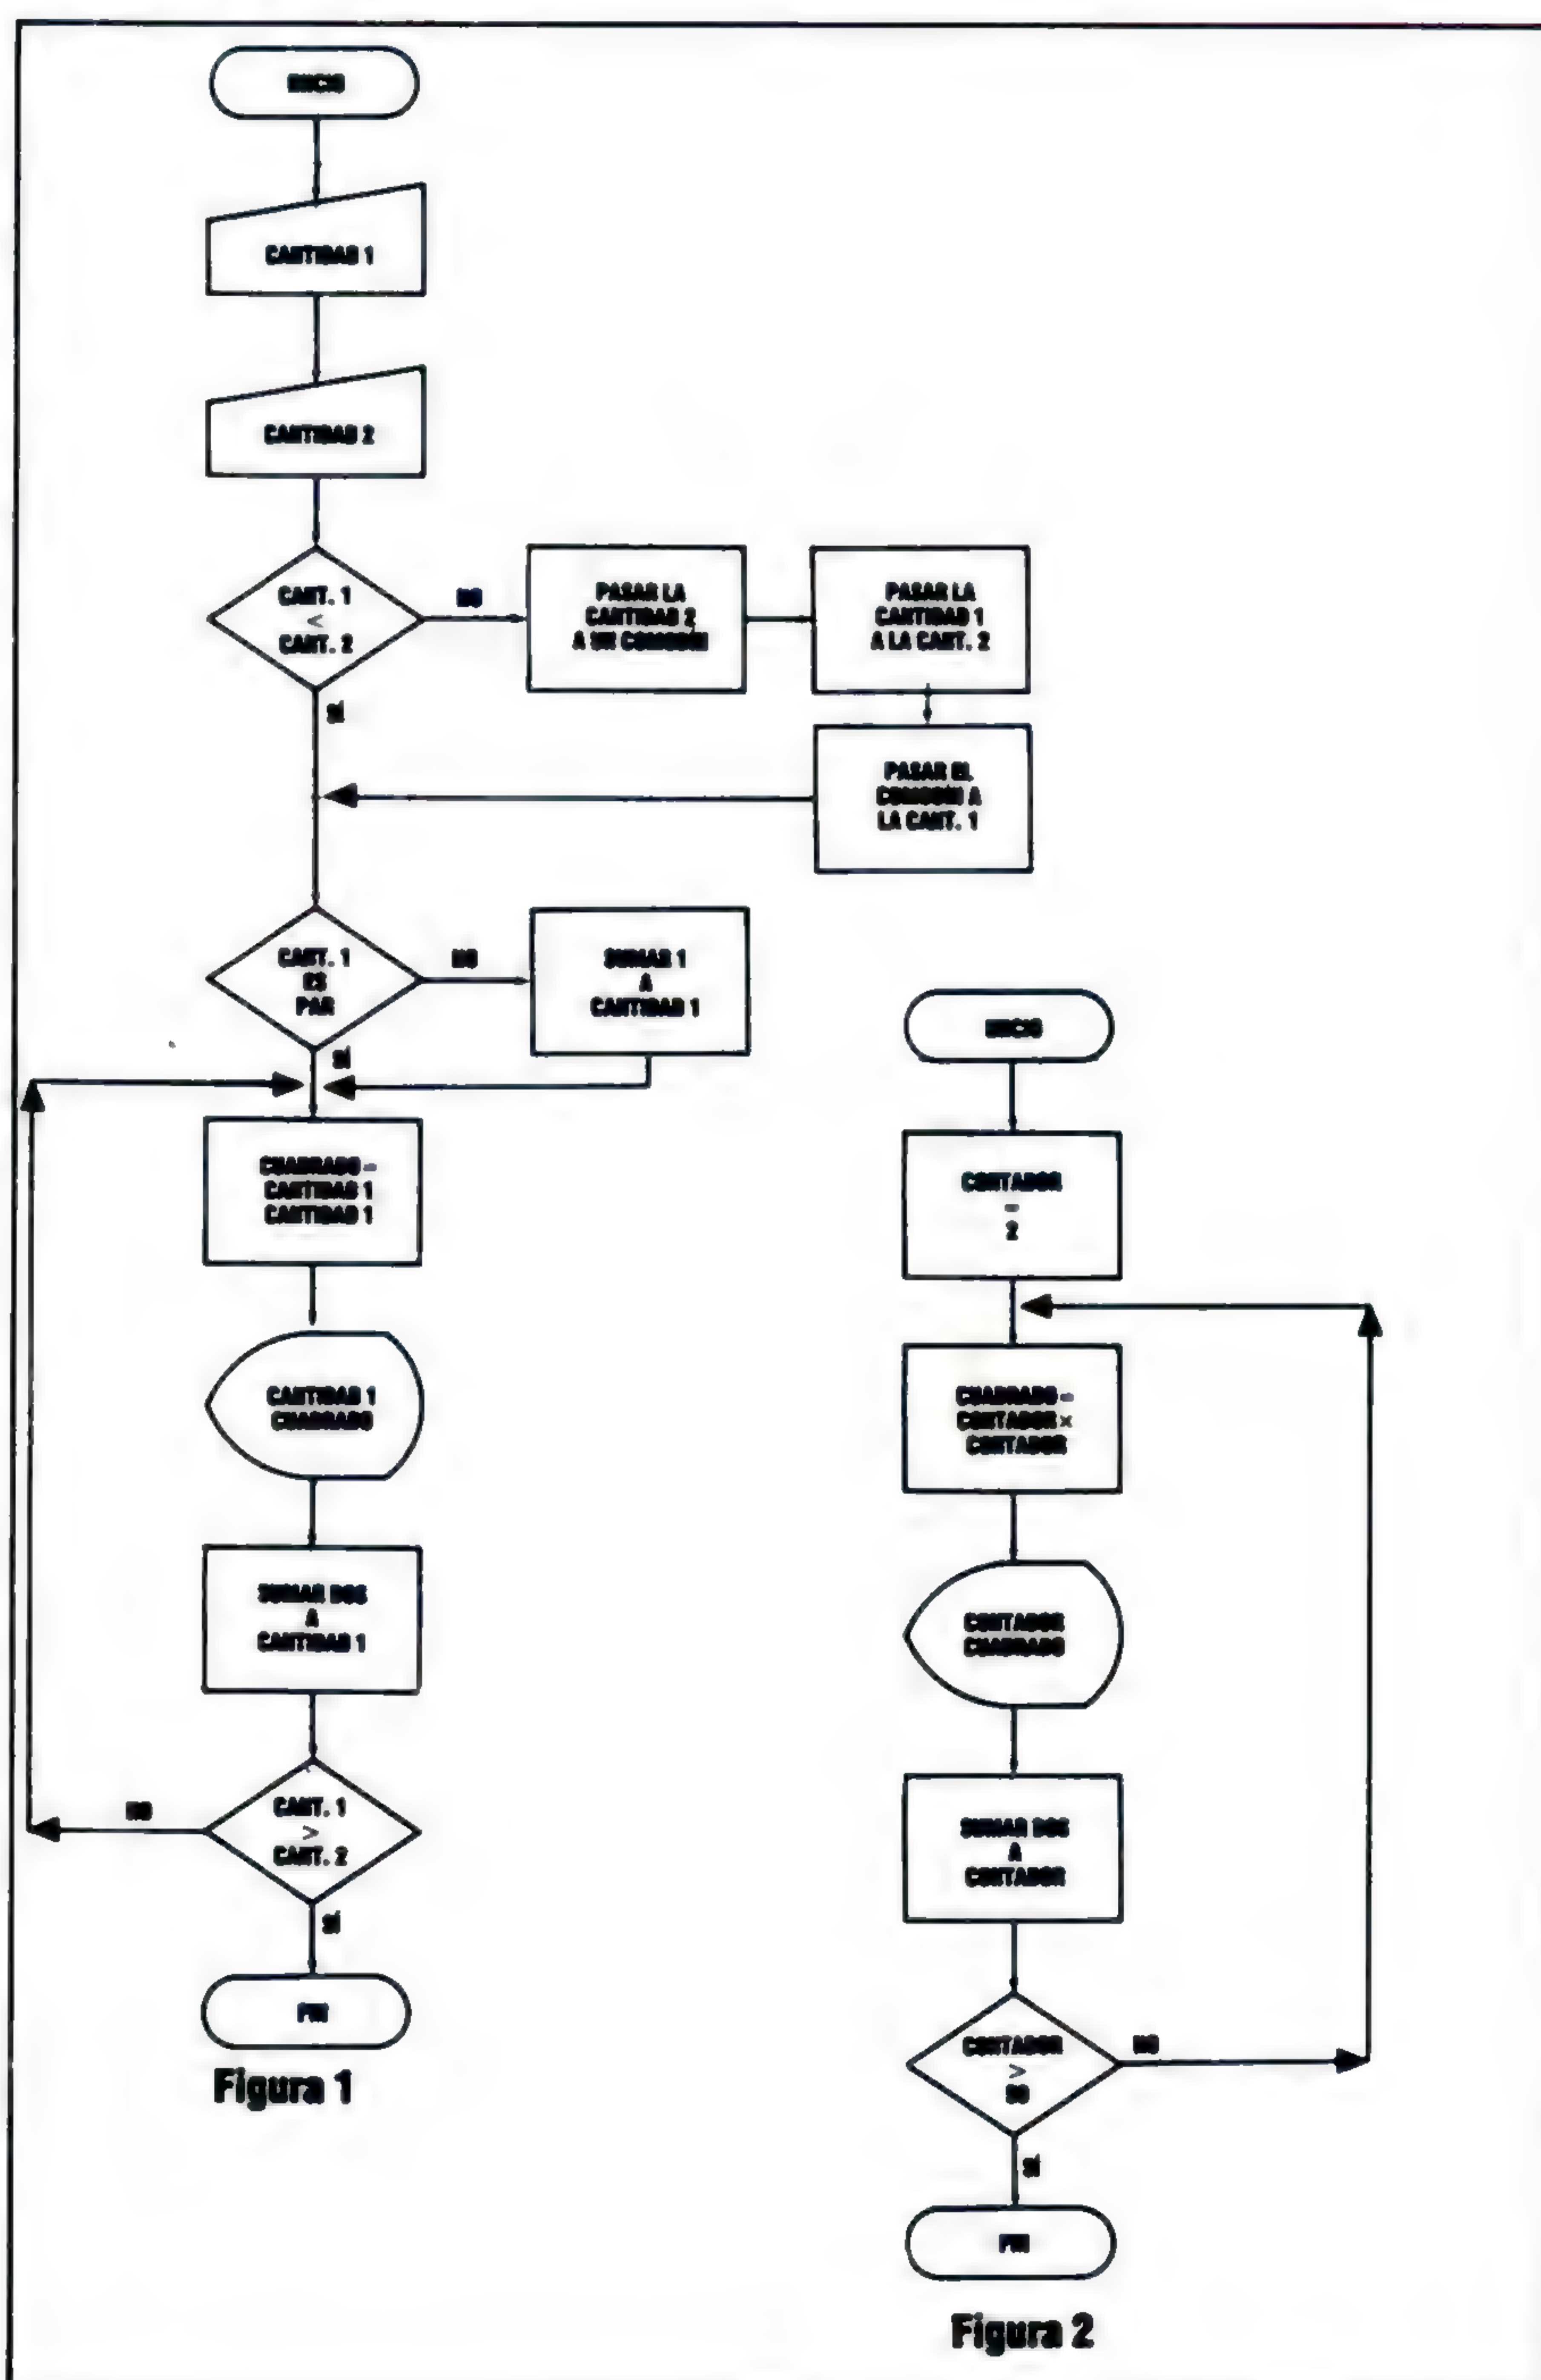 INICIO
CANTIDAD 1
CANTIDAD 2
CANT. 1
<
CANT. 2
NO
PASAR LA
CANTIDAD 2
A UN COMODÍN
PASAR LA
CANTIDAD 1
A LA CANT. 2
SÍ
PASAR EL
COMODÍN A
LA CANT. 1
CANT. 1
ES
PAR
NO
SUMAR 1
A
CANTIDAD 1
SÍ
CUADRADO =
CANTIDAD 1
CANTIDAD 1
CANTIDAD 1
CUADRADO
SUMAR DOS
A
CANTIDAD 1
CANT. 1
>
CANT. 2
NO
SÍ
FIN
Figura 1
INICIO
CONTADOR
=
2
CUADRADO =
CONTADOR ×
CONTADOR
CONTADOR
CUADRADO
SUMAR DOS
A
CONTADOR
CONTADOR
>
NO
SÍ
FIN
Figura 2